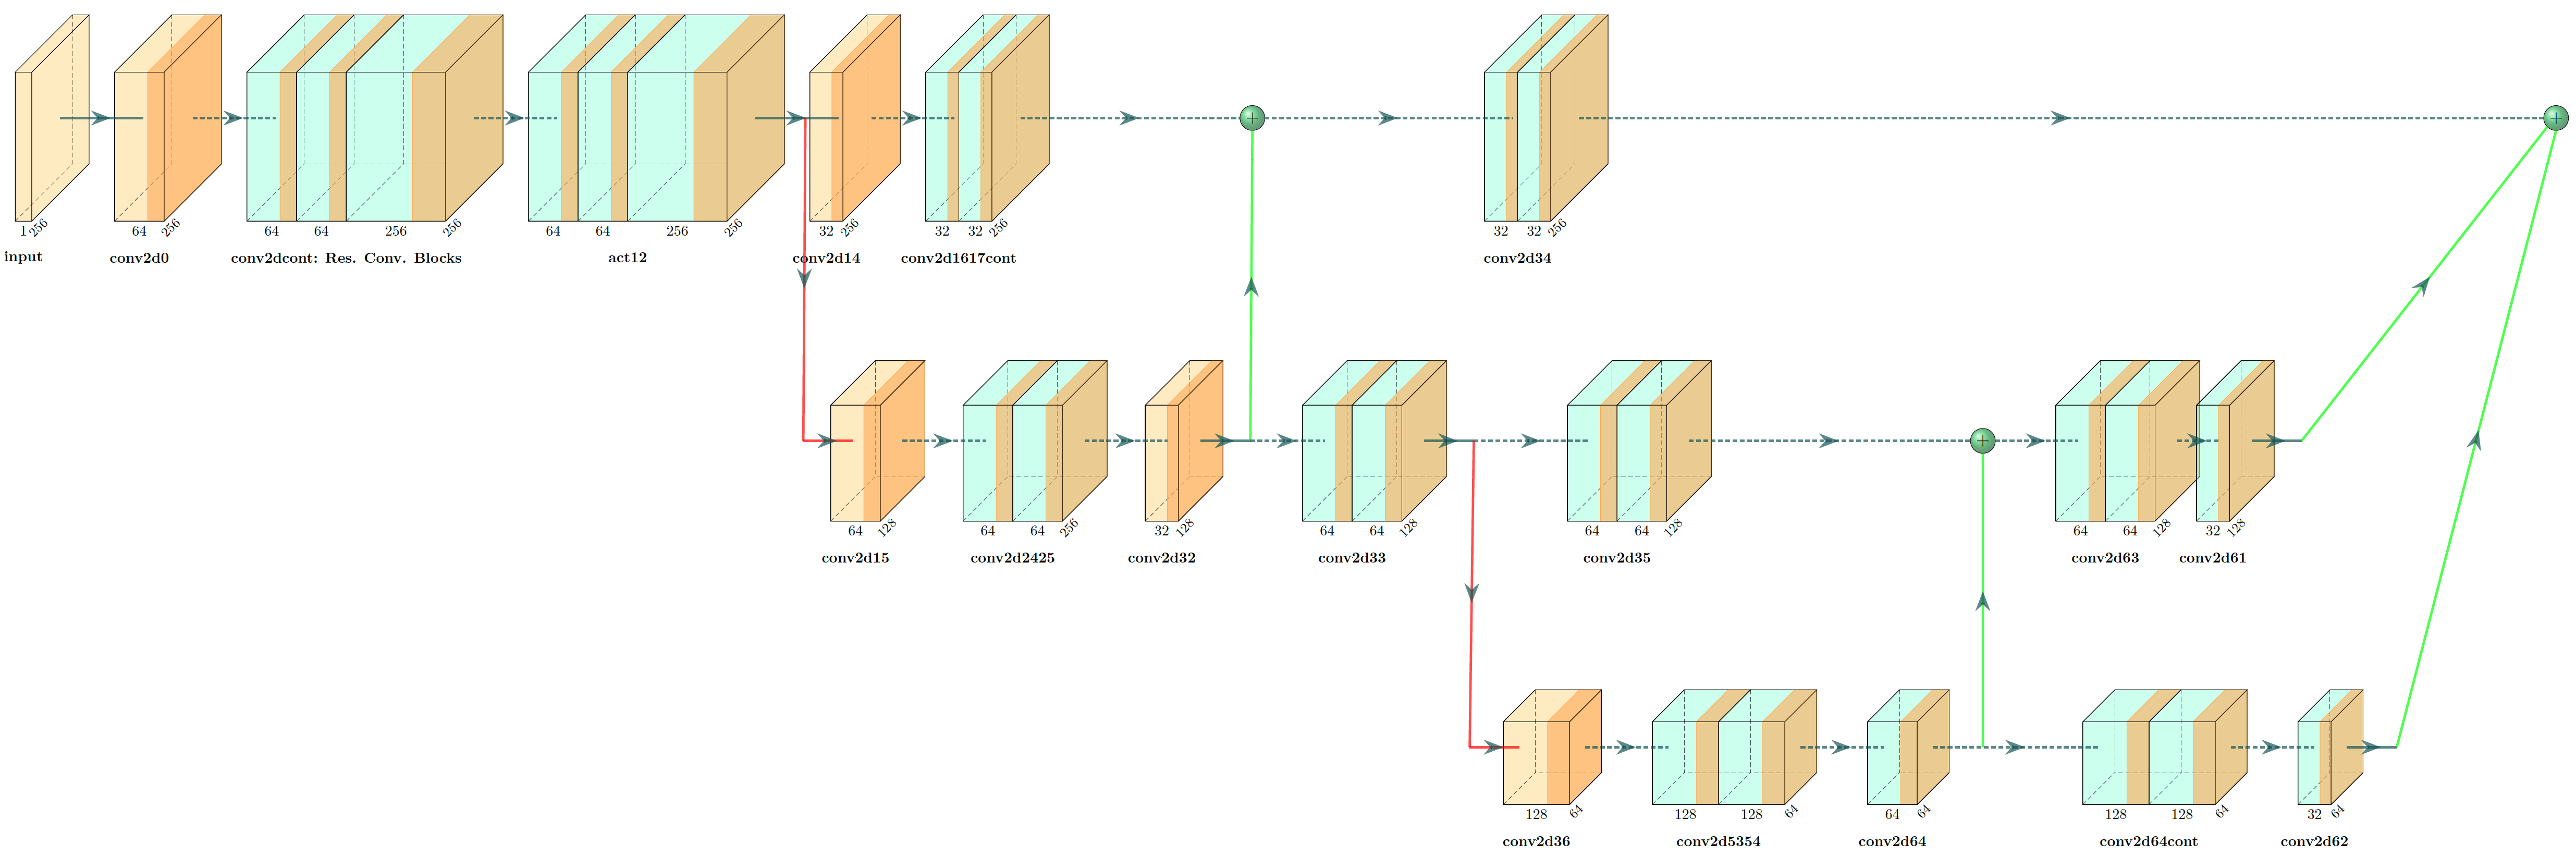 1 256
input
64 256
conv2d0
64 64 256 256
conv2dcont: Res. Conv. Blocks
64 64 256 256
act12
32 256
conv2d14
32 32 256
conv2d1617cont
32 32 256
conv2d34
64 128
conv2d15
64 64 256
conv2d2425
32 128
conv2d32
64 64 128
conv2d33
64 64 128
conv2d35
64 64 128
conv2d63
32 128
conv2d61
128 64
conv2d36
128 128 64
conv2d5354
64 64
conv2d64
128 128 64
conv2d64cont
32 64
conv2d62